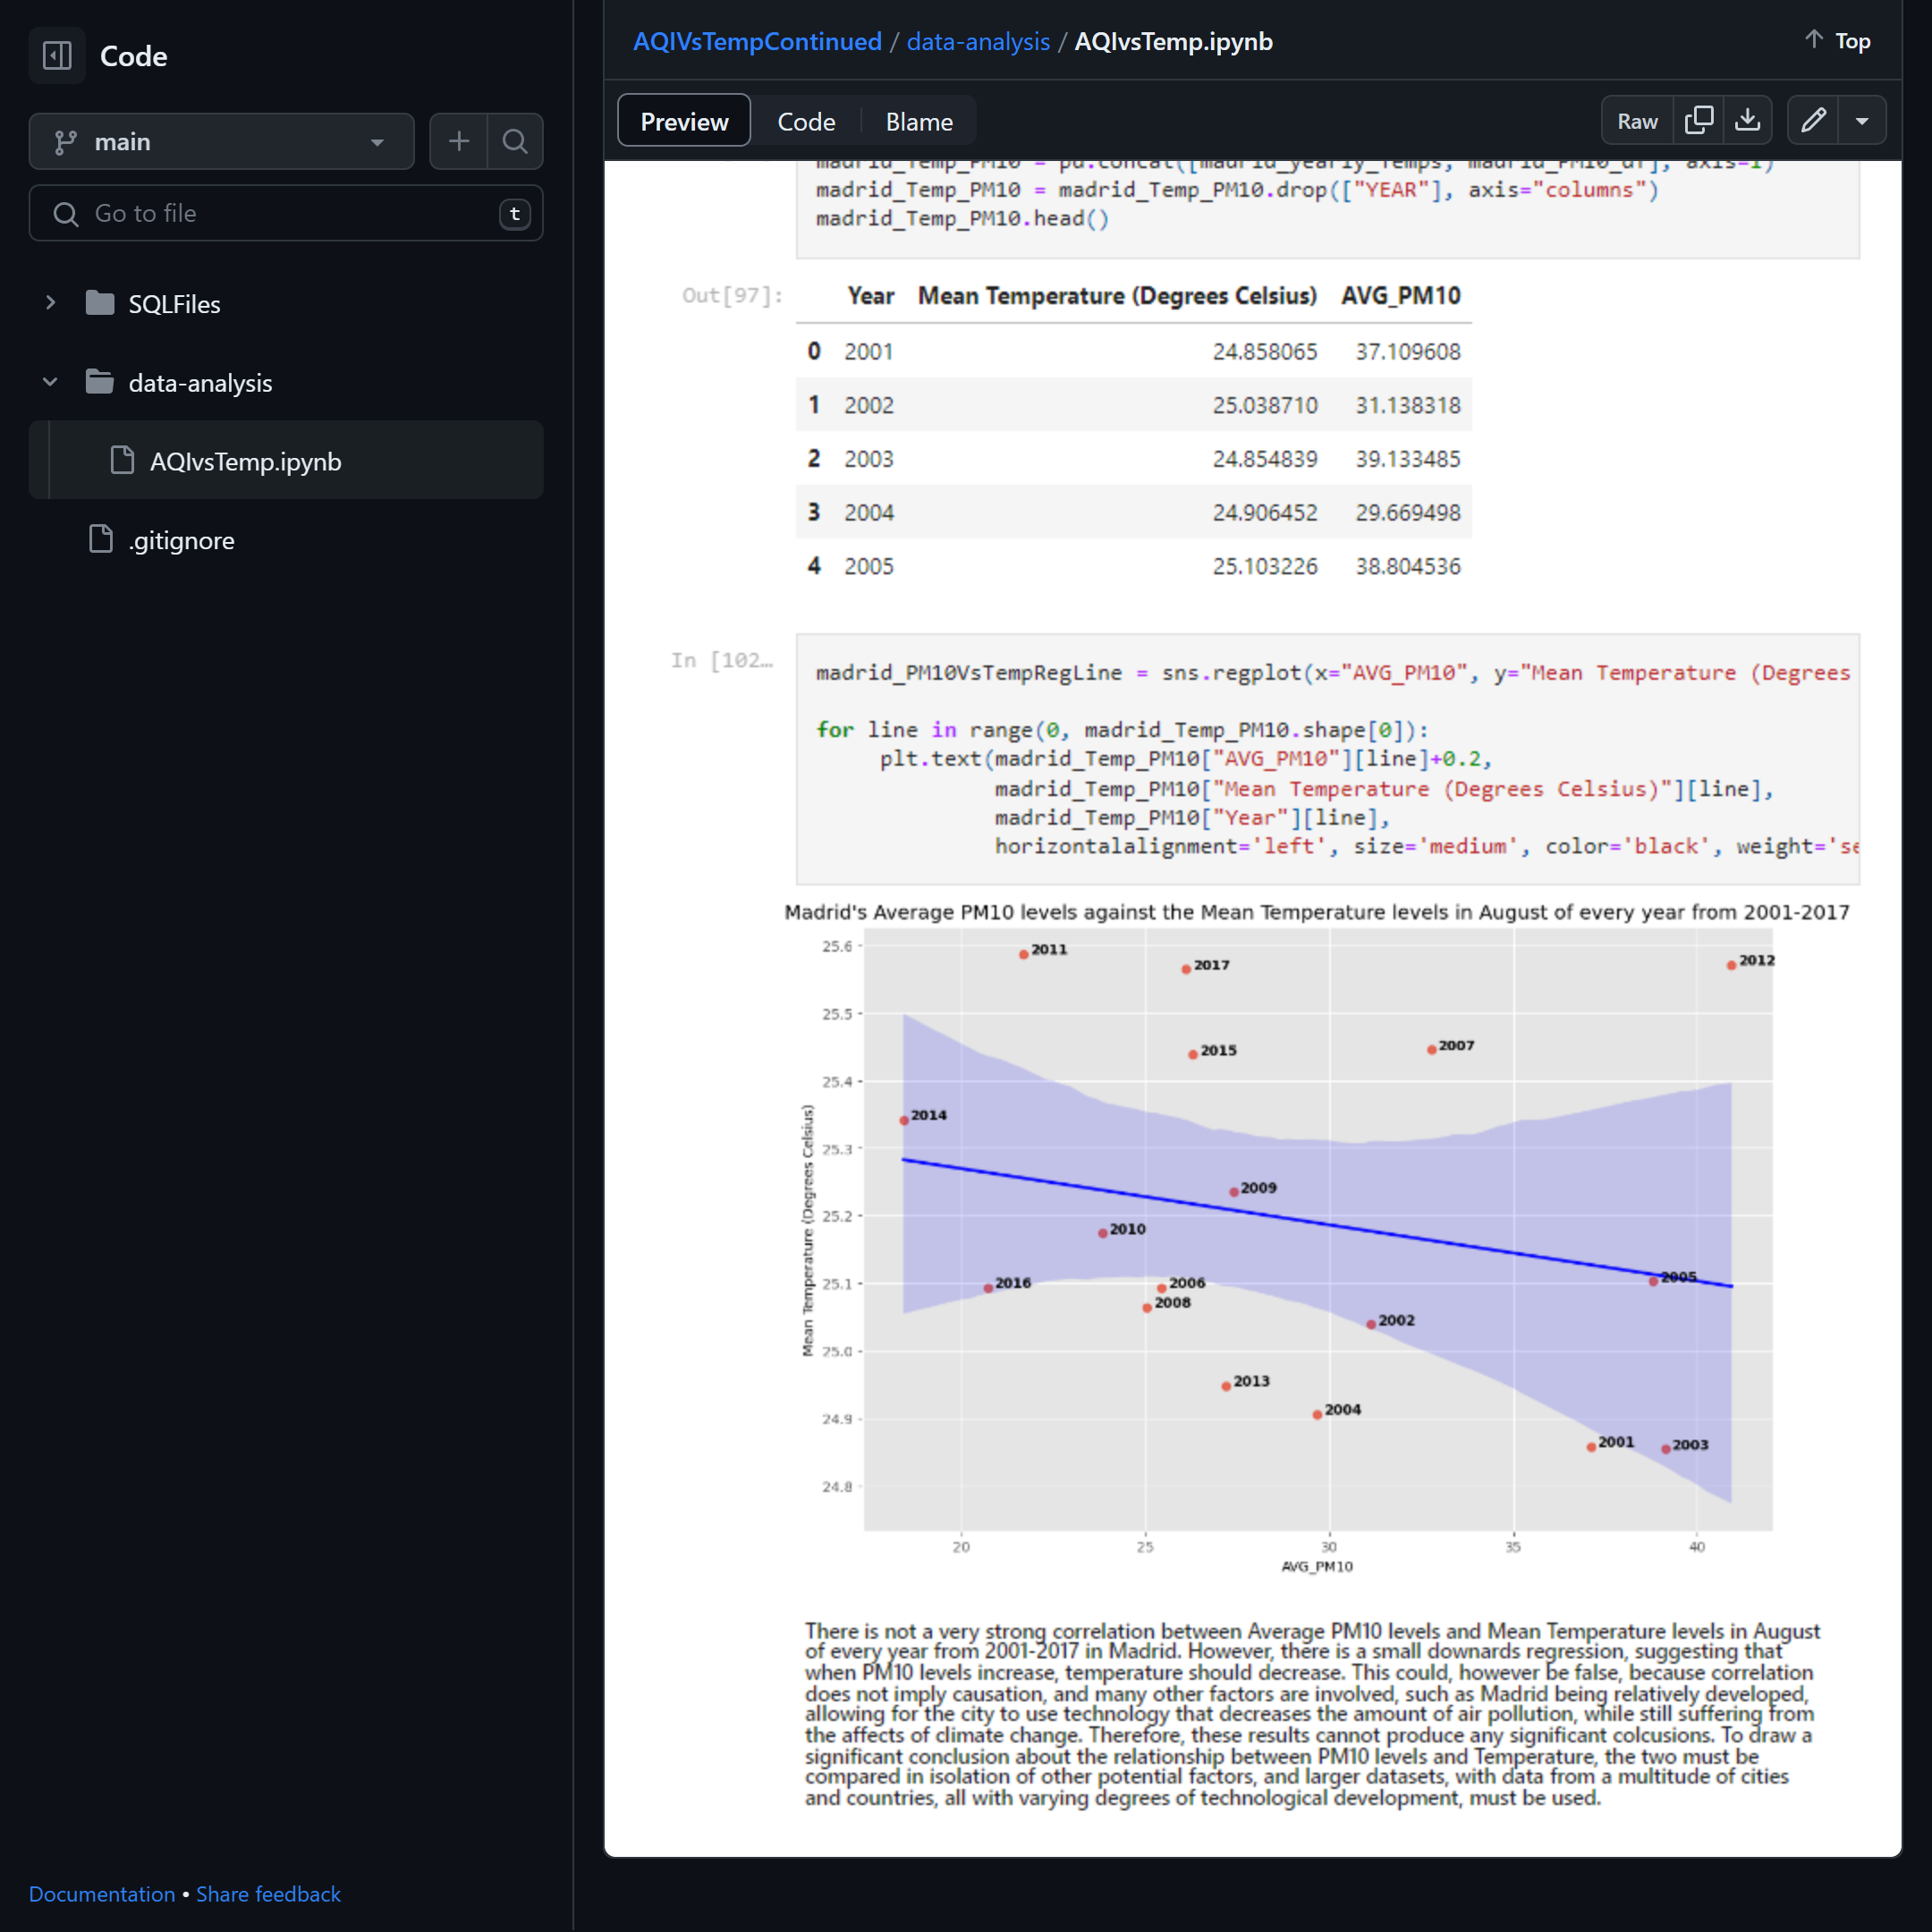 Code
main
Go to file
t
SQLFiles
data-analysis
AQIvsTemp.ipynb
.gitignore
Documentation • Share feedback
AQIVsTempContinued / data-analysis / AQIvsTemp.ipynb
Top
Preview
Code
Blame
Raw
madrid_Temp_PM10 = pd.concat([madrid_yearly_Temps, madrid_PM10_df], axis=1)
madrid_Temp_PM10 = madrid_Temp_PM10.drop(["YEAR"], axis="columns")
madrid_Temp_PM10.head()
Out[97]:
Year Mean Temperature (Degrees Celsius) AVG_PM10
0 2001 24.858065 37.109608
1 2002 25.038710 31.138318
2 2003 24.854839 39.133485
3 2004 24.906452 29.669498
4 2005 25.103226 38.804536
In [102…
madrid_PM10VsTempRegLine = sns.regplot(x="AVG_PM10", y="Mean Temperature (Degrees
for line in range(0, madrid_Temp_PM10.shape[0]):
plt.text(madrid_Temp_PM10["AVG_PM10"][line]+0.2,
madrid_Temp_PM10["Mean Temperature (Degrees Celsius)"][line],
madrid_Temp_PM10["Year"][line],
horizontalalignment='left', size='medium', color='black', weight='se
Madrid's Average PM10 levels against the Mean Temperature levels in August of every year from 2001-2017
25.6
25.5
25.4
25.3
25.2
25.1
25.0
24.9
24.8
Mean Temperature (Degrees Celsius)
2011
2017
2012
2015
2007
2014
2009
2010
2016
2006
2005
2008
2002
2013
2004
2001
2003
20
25
30
35
40
AVG_PM10
There is not a very strong correlation between Average PM10 levels and Mean Temperature levels in August
of every year from 2001-2017 in Madrid. However, there is a small downards regression, suggesting that
when PM10 levels increase, temperature should decrease. This could, however be false, because correlation
does not imply causation, and many other factors are involved, such as Madrid being relatively developed,
allowing for the city to use technology that decreases the amount of air pollution, while still suffering from
the affects of climate change. Therefore, these results cannot produce any significant colcusions. To draw a
significant conclusion about the relationship between PM10 levels and Temperature, the two must be
compared in isolation of other potential factors, and larger datasets, with data from a multitude of cities
and countries, all with varying degrees of technological development, must be used.